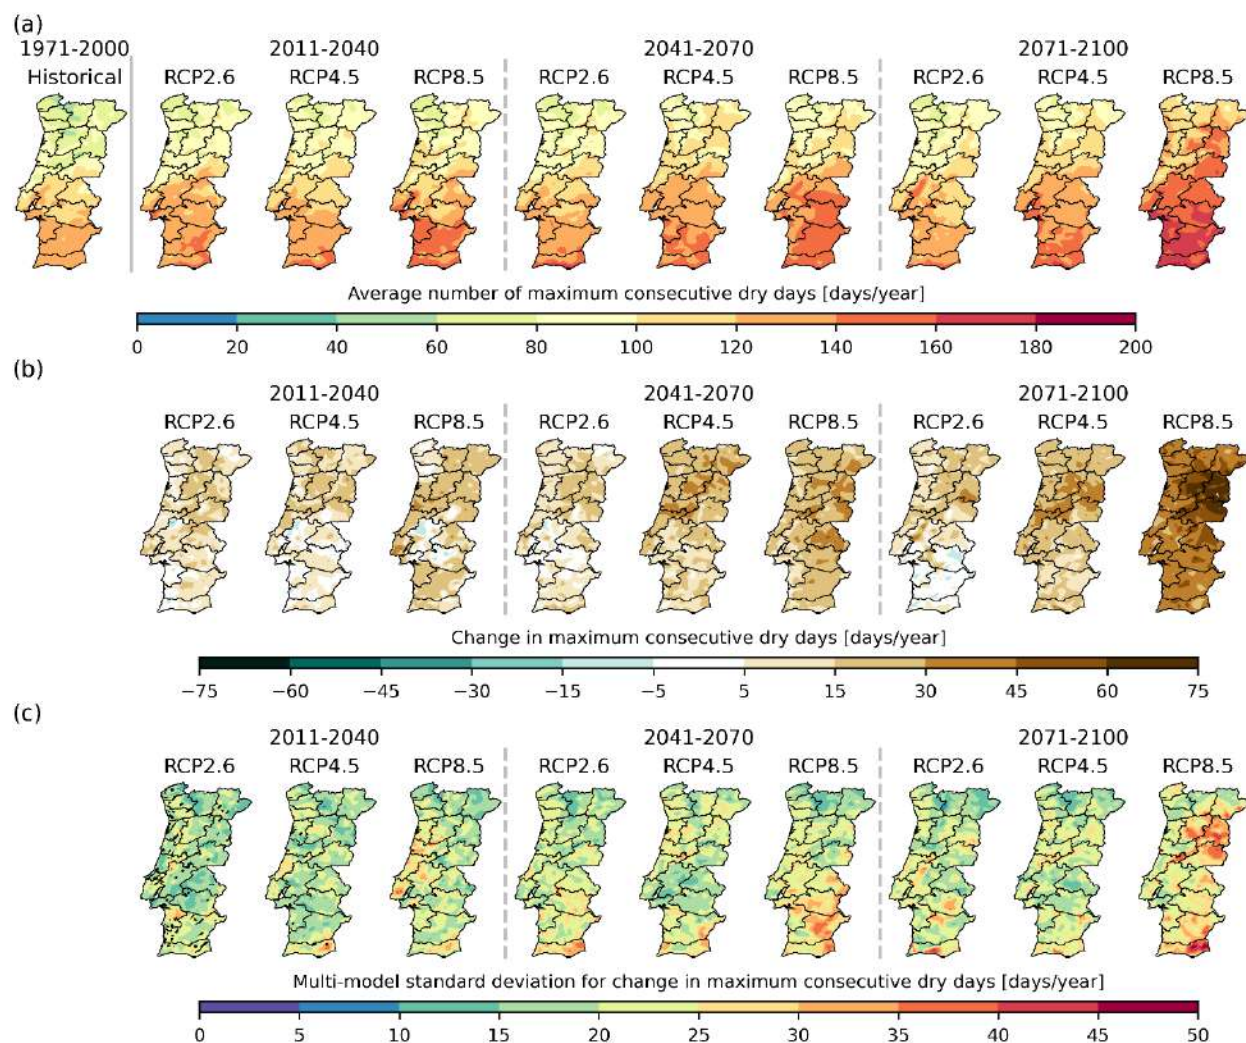 (a)
1971-2000 2011-2040 2041-2070 2071-2100
Historical RCP2.6 RCP4.5 RCP8.5 RCP2.6 RCP4.5 RCP8.5 RCP2.6 RCP4.5 RCP8.5
Average number of maximum consecutive dry days [days/year]
0 20 40 60 80 100 120 140 160 180 200
(b)
2011-2040 2041-2070 2071-2100
RCP2.6 RCP4.5 RCP8.5 RCP2.6 RCP4.5 RCP8.5 RCP2.6 RCP4.5 RCP8.5
Change in maximum consecutive dry days [days/year]
−75 −60 −45 −30 −15 −5 5 15 30 45 60 75
(c)
2011-2040 2041-2070 2071-2100
RCP2.6 RCP4.5 RCP8.5 RCP2.6 RCP4.5 RCP8.5 RCP2.6 RCP4.5 RCP8.5
Multi-model standard deviation for change in maximum consecutive dry days [days/year]
0 5 10 15 20 25 30 35 40 45 50